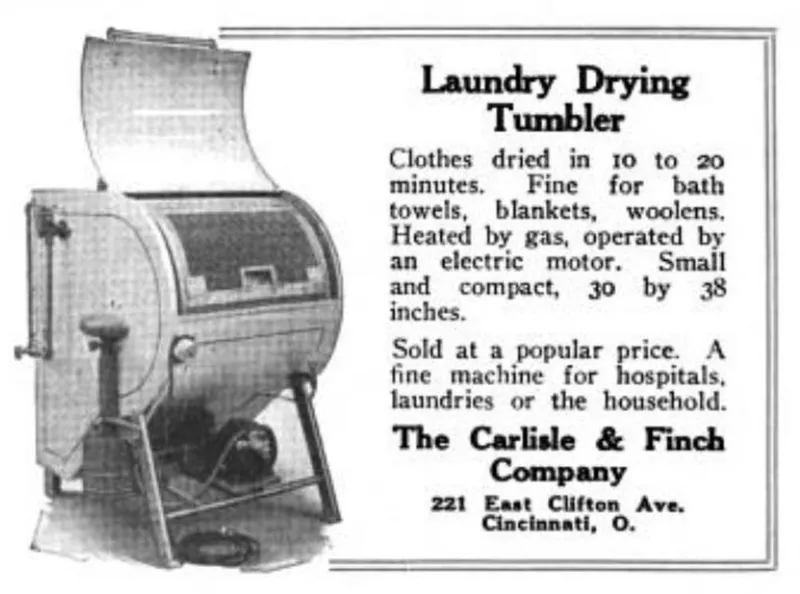 Laundry Drying
Tumbler
Clothes dried in 10 to 20
minutes. Fine for bath
towels, blankets, woolens.
Heated by gas, operated by
an electric motor. Small
and compact, 30 by 38
inches.
Sold at a popular price. A
fine machine for hospitals,
laundries or the household.
The Carlisle & Finch
Company
221 East Clifton Ave.
Cincinnati, O.